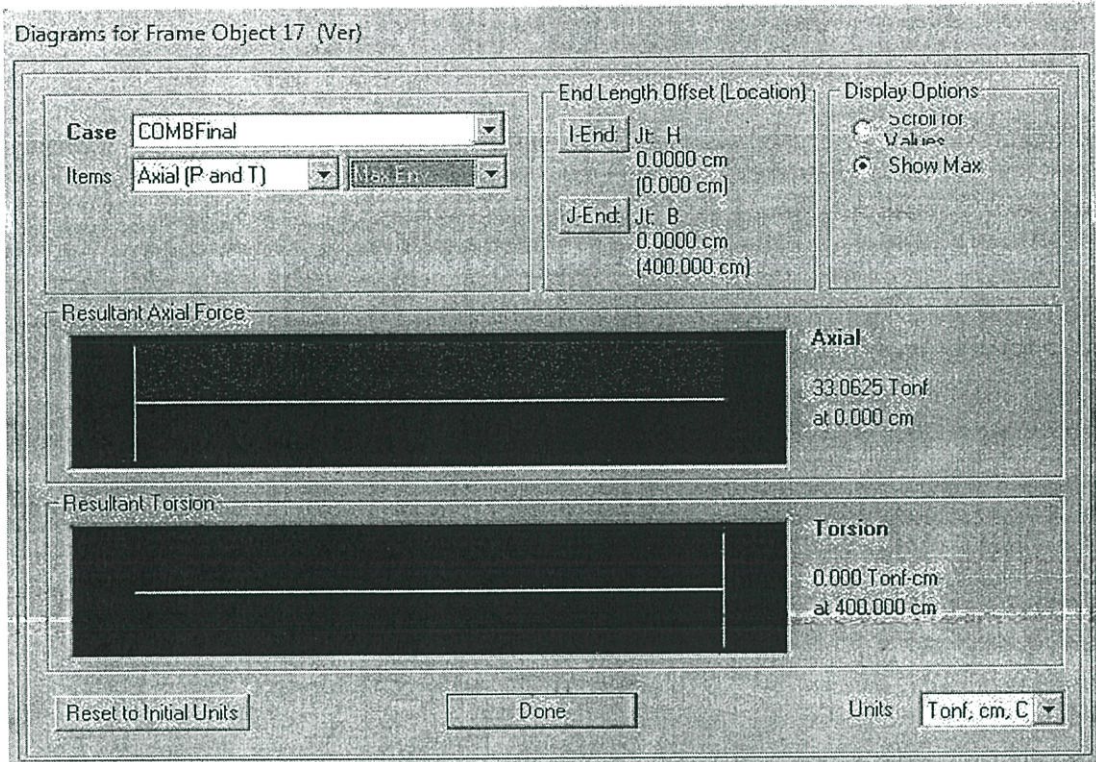 Diagrams for Frame Object 17 (Ver)
Case COMBFinal
Items Axial (P and T) Max Env
End Length Offset (Location)
I-End: Jt: H
0.0000 cm
(0.000 cm)
J-End: Jt: B
0.0000 cm
(400.000 cm)
Display Options
Scroll for
Values
Show Max
Resultant Axial Force
Axial
33.0625 Tonf
at 0.000 cm
Resultant Torsion
Torsion
0.000 Tonf-cm
at 400.000 cm
Reset to Initial Units
Done
Units Tonf, cm, C